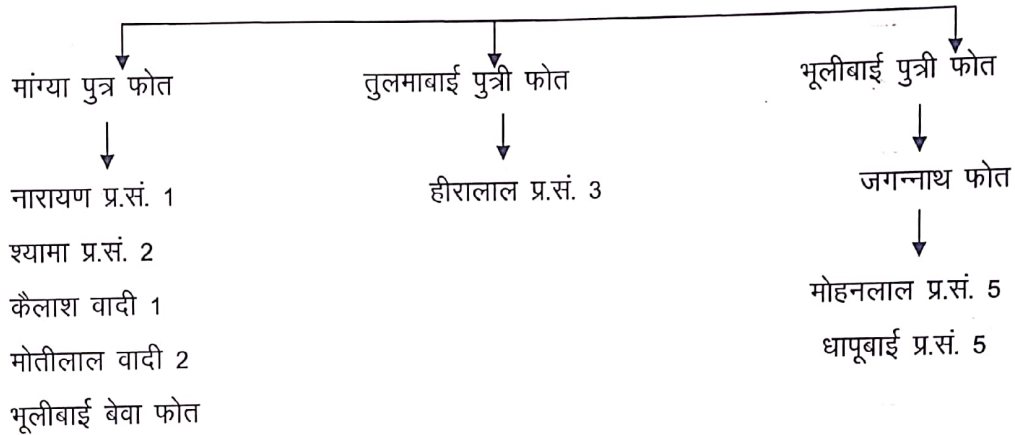 मांग्या पुत्र फोत
तुलमाबाई पुत्री फोत
भूलीबाई पुत्री फोत
नारायण प्र.सं. 1
हीरालाल प्र.सं. 3
जगन्नाथ फोत
श्यामा प्र.सं. 2
कैलाश वादी 1
मोहनलाल प्र.सं. 5
मोतीलाल वादी 2
धापूबाई प्र.सं. 5
भूलीबाई बेवा फोत